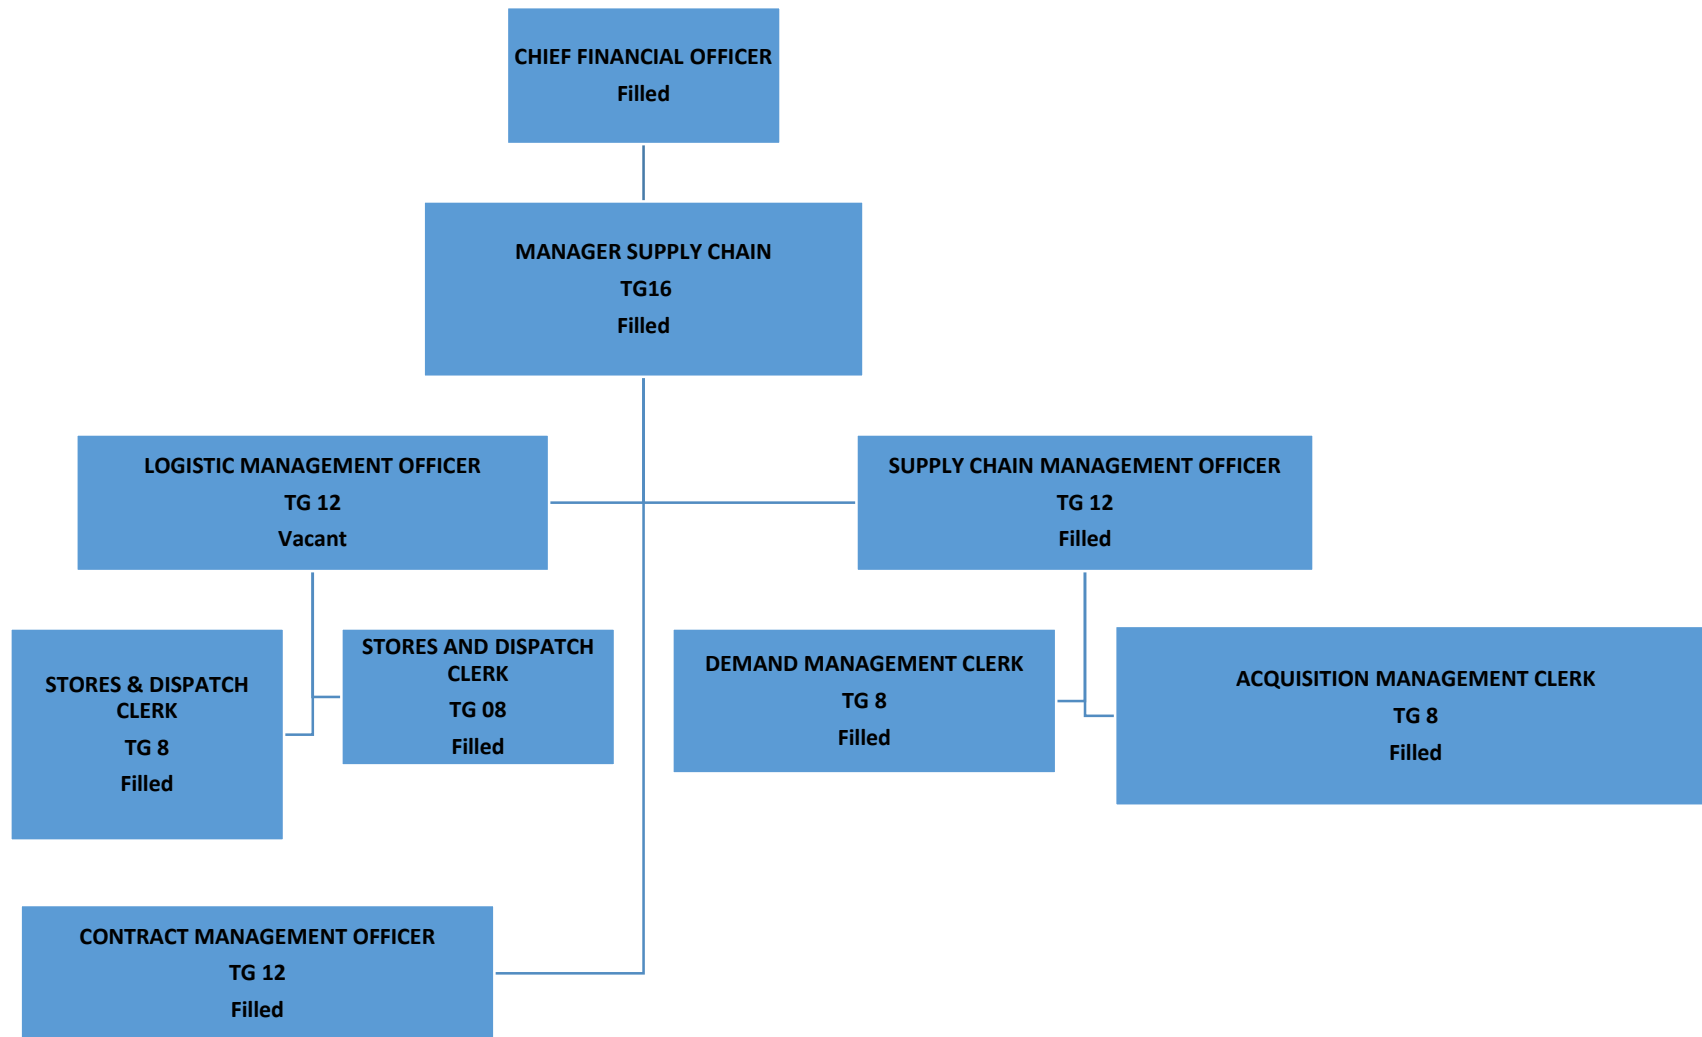 CHIEF FINANCIAL OFFICER
Filled
MANAGER SUPPLY CHAIN
TG16
Filled
LOGISTIC MANAGEMENT OFFICER
TG 12
Vacant
SUPPLY CHAIN MANAGEMENT OFFICER
TG 12
Filled
STORES & DISPATCH
CLERK
TG 8
Filled
STORES AND DISPATCH
CLERK
TG 08
Filled
DEMAND MANAGEMENT CLERK
TG 8
Filled
ACQUISITION MANAGEMENT CLERK
TG 8
Filled
CONTRACT MANAGEMENT OFFICER
TG 12
Filled